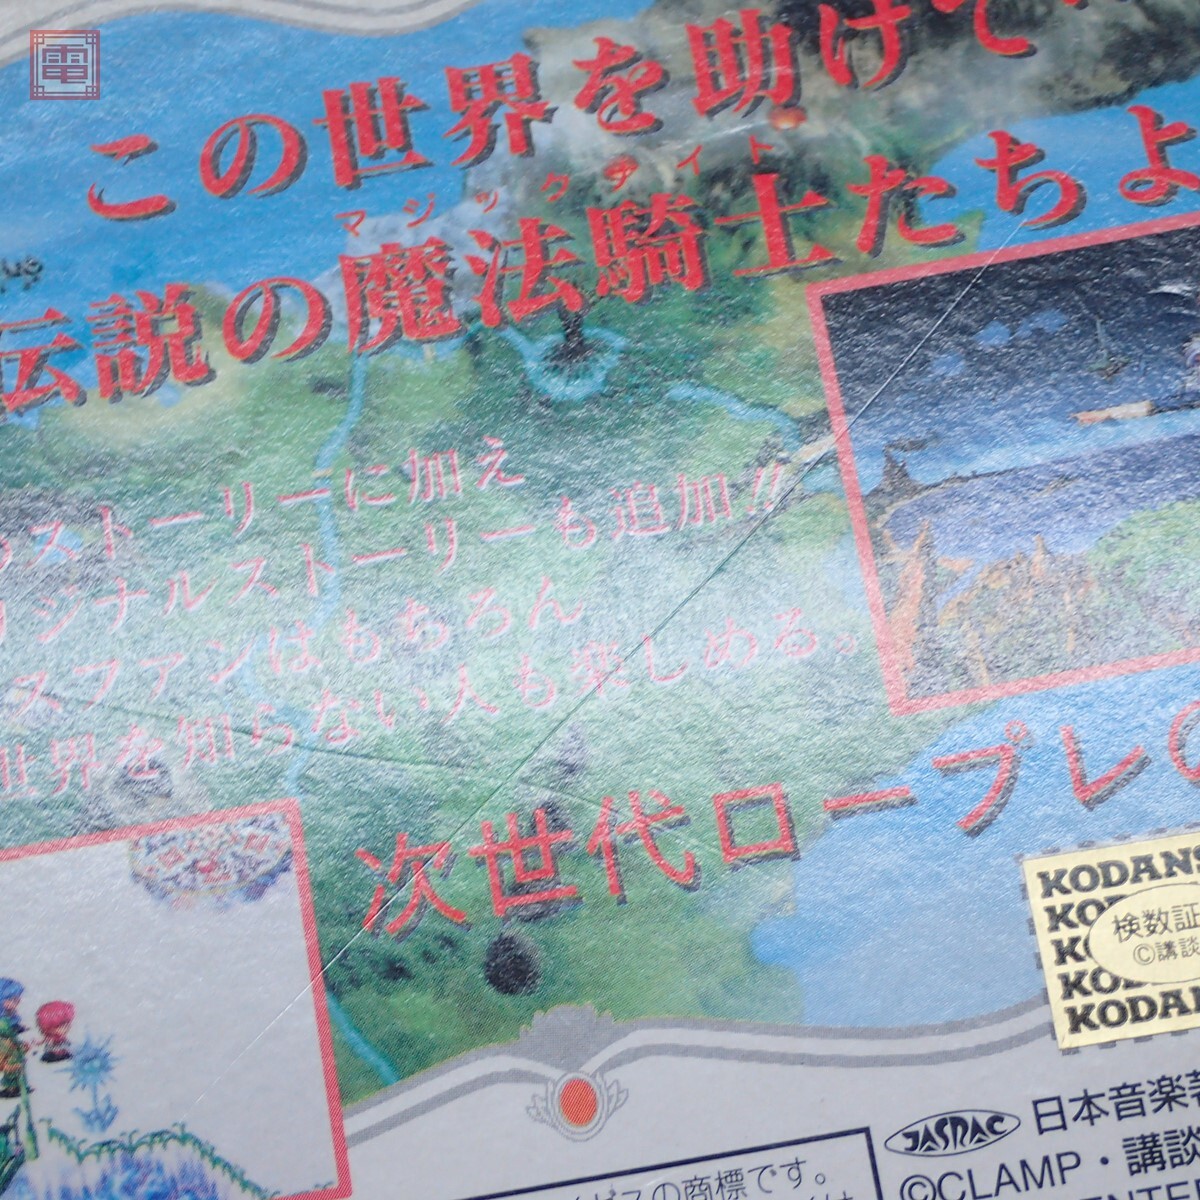 電
この世界を助けて
マジックナイト
伝説の魔法騎士たちよ
ストーリーに加え
リジナルストーリーも追加!!
スファンはもちろん
世界を知らない人も楽しめる。
次世代ロープレ
KODANS
検数証
©講談
KODAN
JASRAC 日本音楽著
©CLAMP・講談
の商標です。